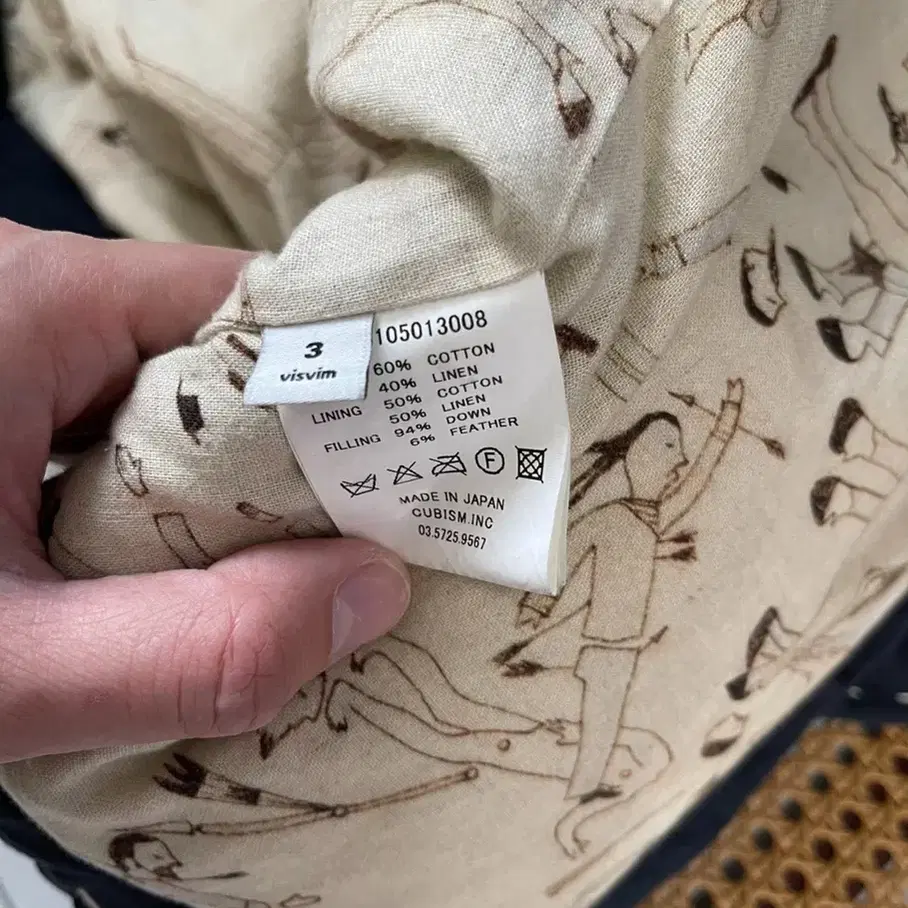 3
visvim
105013008
60% COTTON
40% LINEN
LINING 50% COTTON
50% LINEN
FILLING 94% DOWN
6% FEATHER
F
MADE IN JAPAN
CUBISM.INC
03.5725.9567